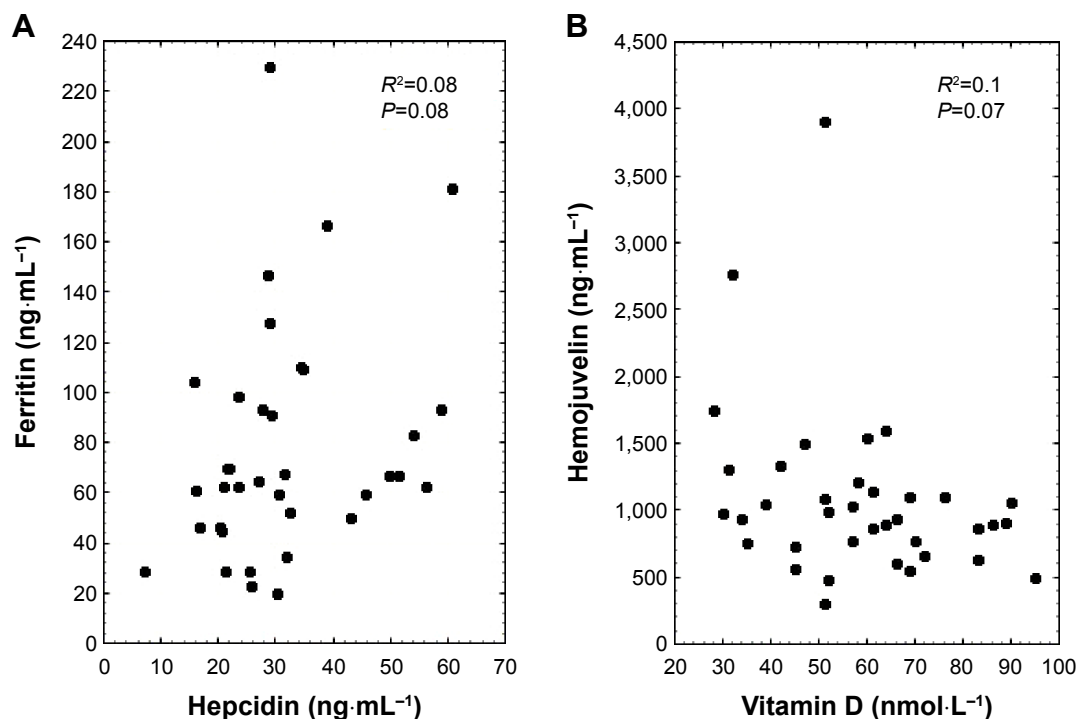 A
240
220
200
180
160
140
120
100
80
60
40
20
0
0 10 20 30 40 50 60 70
Ferritin (ng·mL⁻¹)
Hepcidin (ng·mL⁻¹)
R²=0.08
P=0.08
B
4,500
4,000
3,500
3,000
2,500
2,000
1,500
1,000
500
0
20 30 40 50 60 70 80 90 100
Hemojuvelin (ng·mL⁻¹)
Vitamin D (nmol·L⁻¹)
R²=0.1
P=0.07